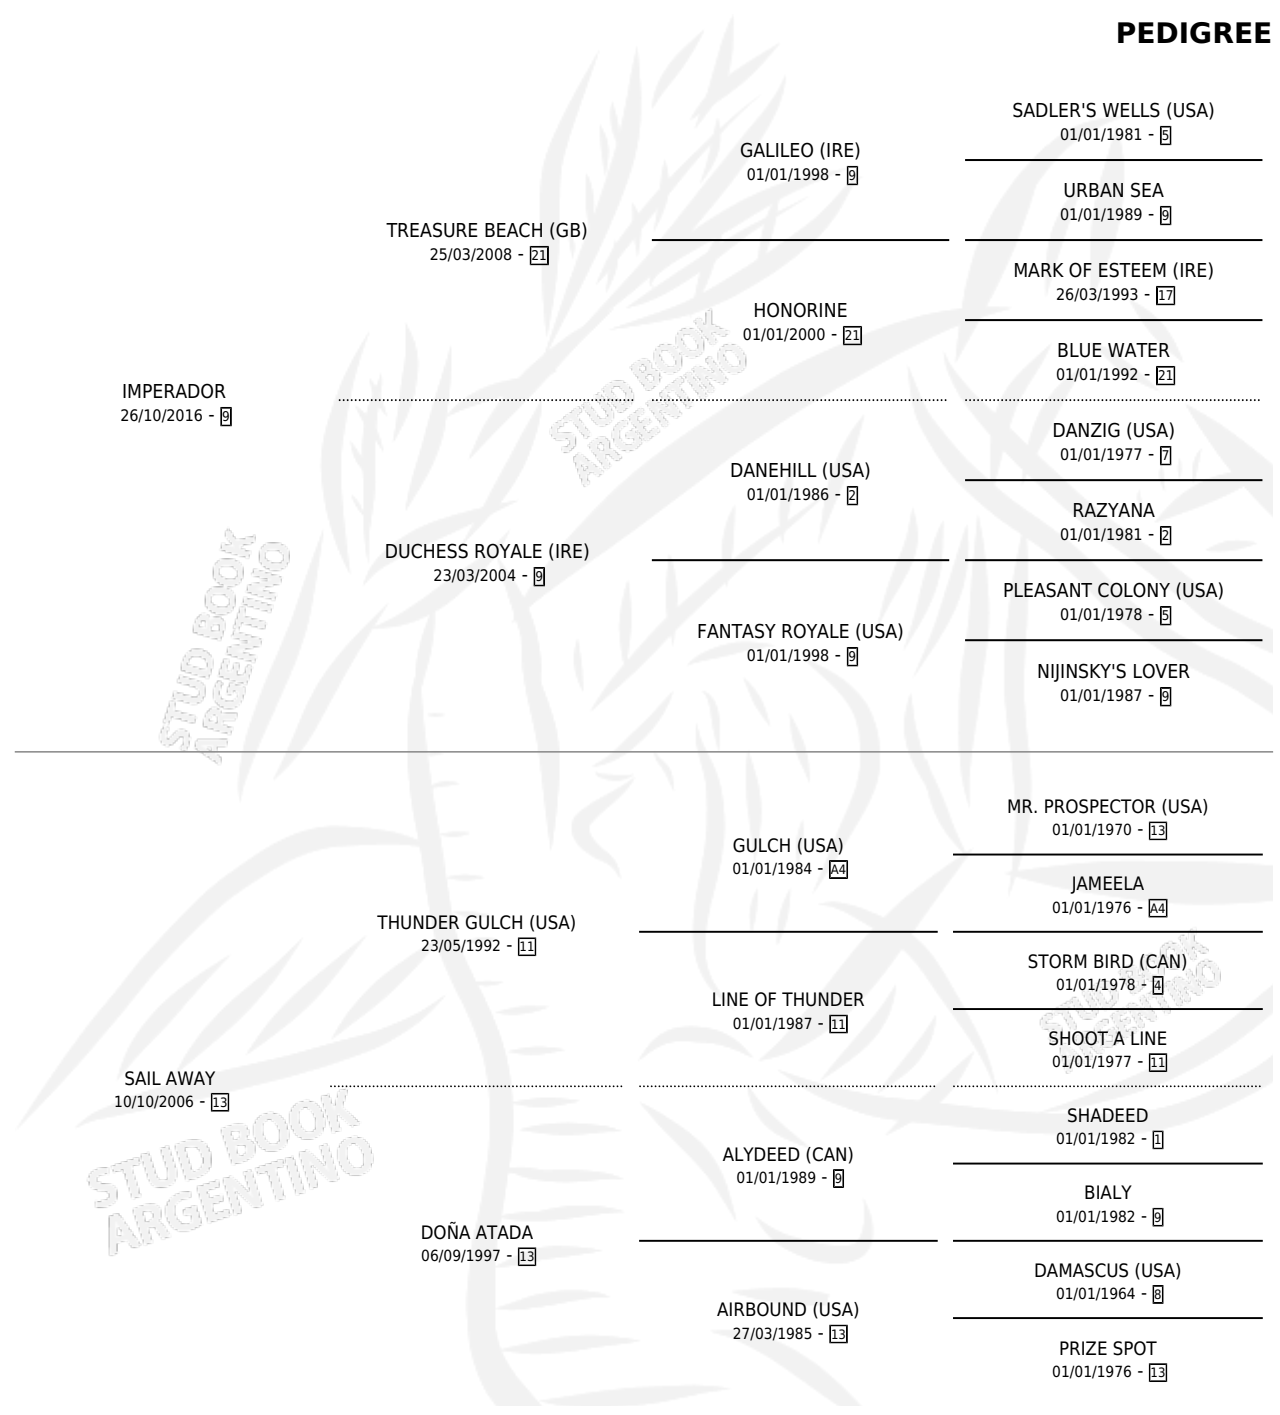 PEDIGREE
SADLER'S WELLS (USA)
01/01/1981 - 5
GALILEO (IRE)
01/01/1998 - 9
URBAN SEA
01/01/1989 - 9
TREASURE BEACH (GB)
25/03/2008 - 21
MARK OF ESTEEM (IRE)
26/03/1993 - 17
HONORINE
01/01/2000 - 21
BLUE WATER
01/01/1992 - 21
IMPERADOR
26/10/2016 - 9
STUD BOOK
ARGENTINO
DANZIG (USA)
01/01/1977 - 7
DANEHILL (USA)
01/01/1986 - 2
RAZYANA
01/01/1981 - 2
DUCHESS ROYALE (IRE)
23/03/2004 - 9
PLEASANT COLONY (USA)
01/01/1978 - 5
FANTASY ROYALE (USA)
01/01/1998 - 9
NIJINSKY'S LOVER
01/01/1987 - 9
STUD BOOK
ARGENTINO
MR. PROSPECTOR (USA)
01/01/1970 - 13
GULCH (USA)
01/01/1984 - A4
JAMEELA
01/01/1976 - A4
THUNDER GULCH (USA)
23/05/1992 - 11
STORM BIRD (CAN)
01/01/1978 - 4
LINE OF THUNDER
01/01/1987 - 11
STUD BOOK
ARGENTINO
SHOOT A LINE
01/01/1977 - 11
SAIL AWAY
10/10/2006 - 13
SHADEED
01/01/1982 - 1
STUD BOOK
ARGENTINO
ALYDEED (CAN)
01/01/1989 - 9
BIALY
01/01/1982 - 9
DOÑA ATADA
06/09/1997 - 13
DAMASCUS (USA)
01/01/1964 - 8
AIRBOUND (USA)
27/03/1985 - 13
PRIZE SPOT
01/01/1976 - 13